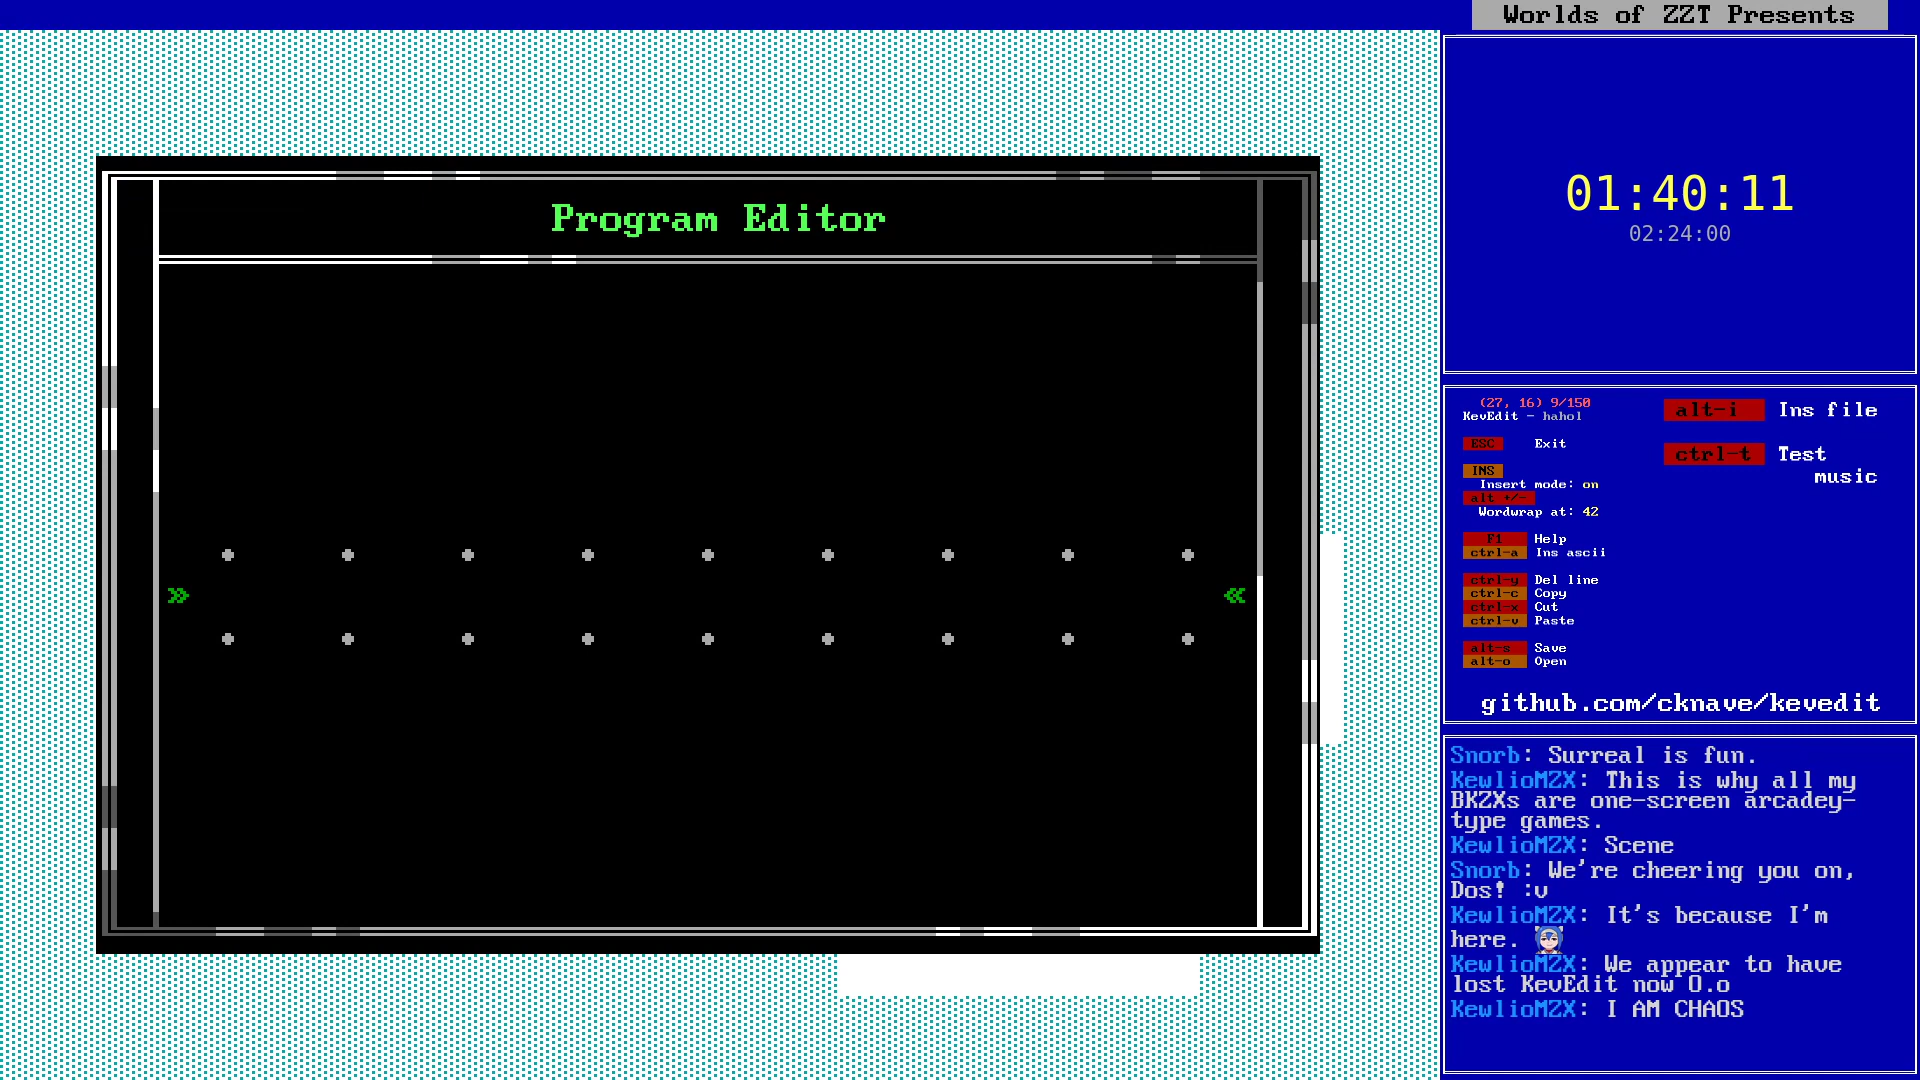 Worlds of ZZT Presents
Program Editor
»
«
01:40:11
02:24:00
(27, 16) 9/150
KevEdit - hahol
ESC Exit
INS
Insert mode: on
alt +/-
Wordwrap at: 42
F1 Help
ctrl-a Ins ascii
ctrl-y Del line
ctrl-c Copy
ctrl-x Cut
ctrl-v Paste
alt-s Save
alt-o Open
alt-i Ins file
ctrl-t Test
music
github.com/cknave/kevedit
Snorb: Surreal is fun.
KewlioMZX: This is why all my
BKZXs are one-screen arcadey-
type games.
KewlioMZX: Scene
Snorb: We're cheering you on,
Dos! :v
KewlioMZX: It's because I'm
here.
KewlioMZX: We appear to have
lost KevEdit now O.o
KewlioMZX: I AM CHAOS